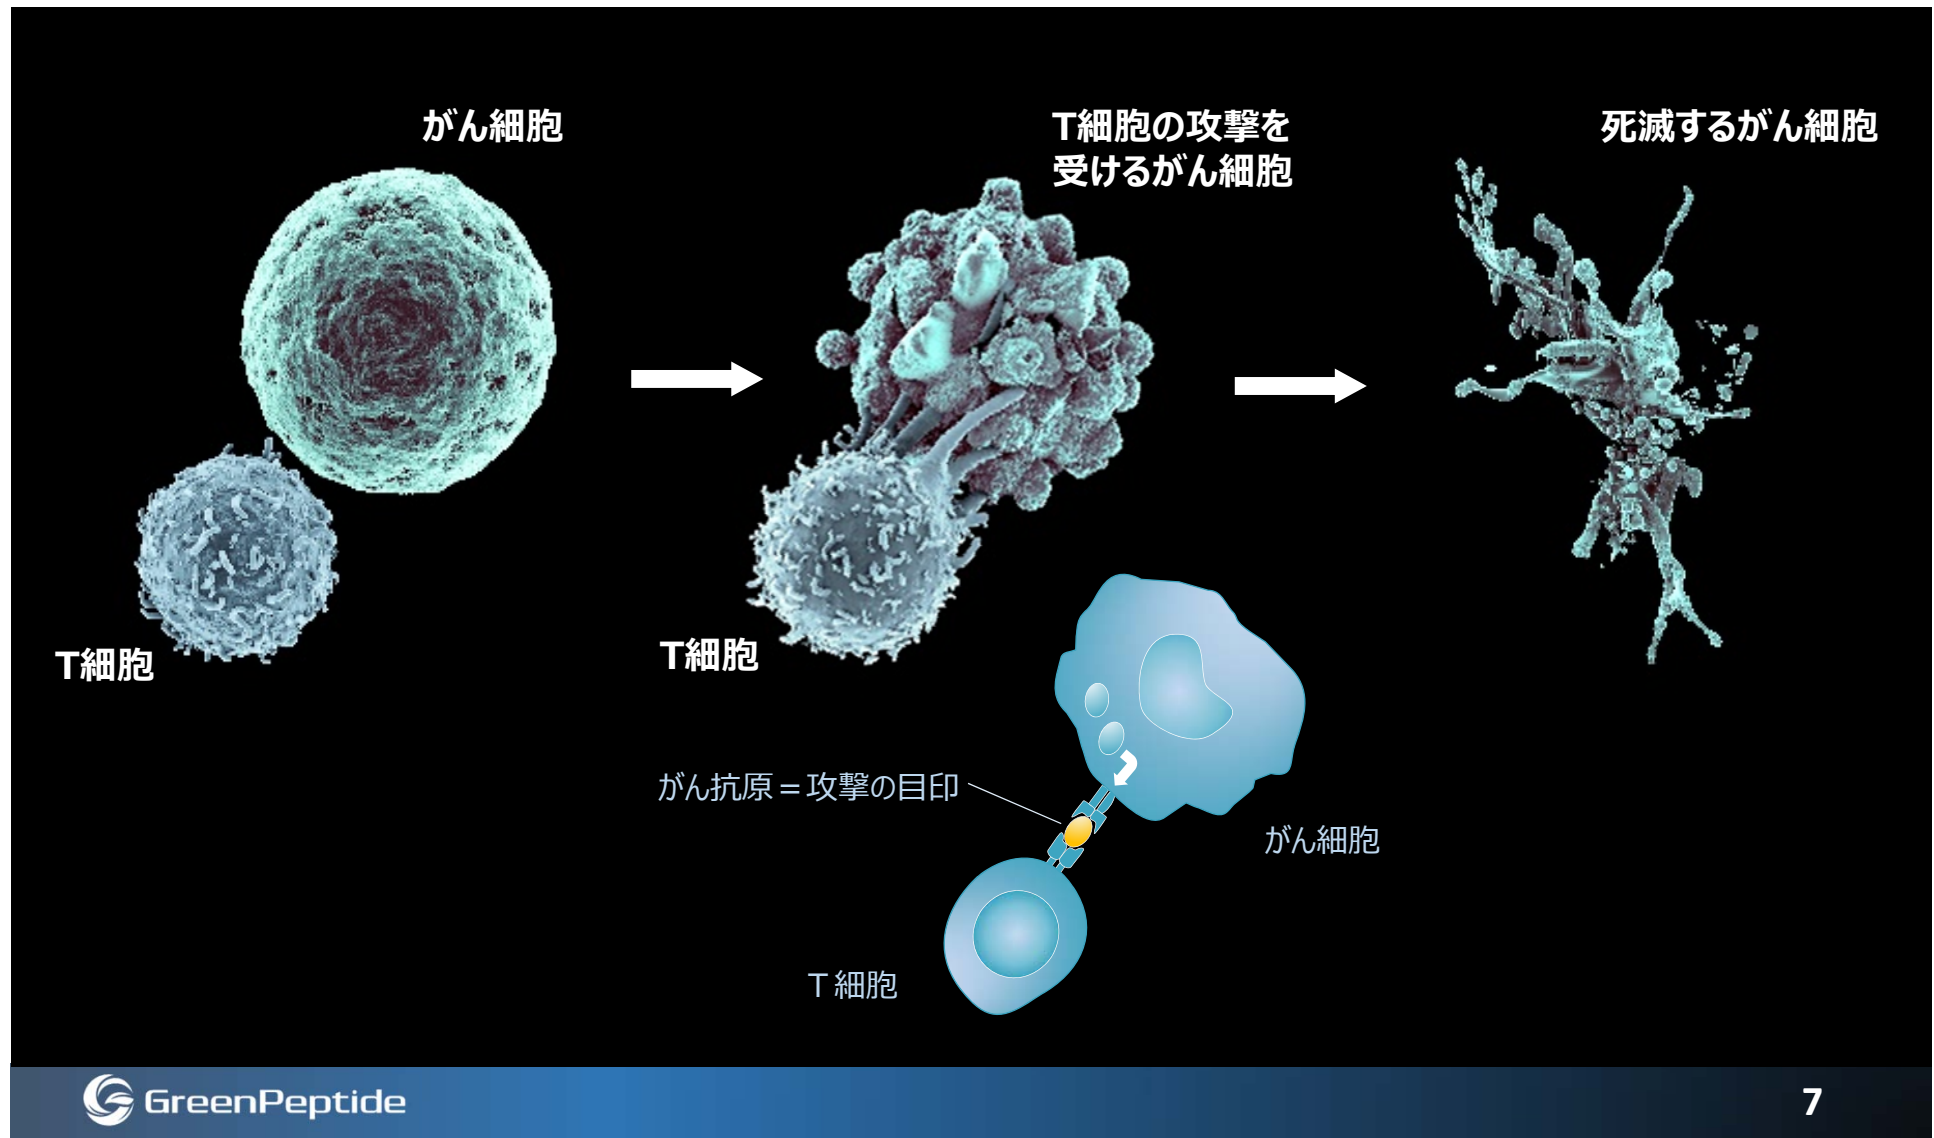 がん細胞
T細胞
T細胞の攻撃を
受けるがん細胞
T細胞
死滅するがん細胞
がん抗原＝攻撃の目印
がん細胞
Ｔ細胞
GreenPeptide
7